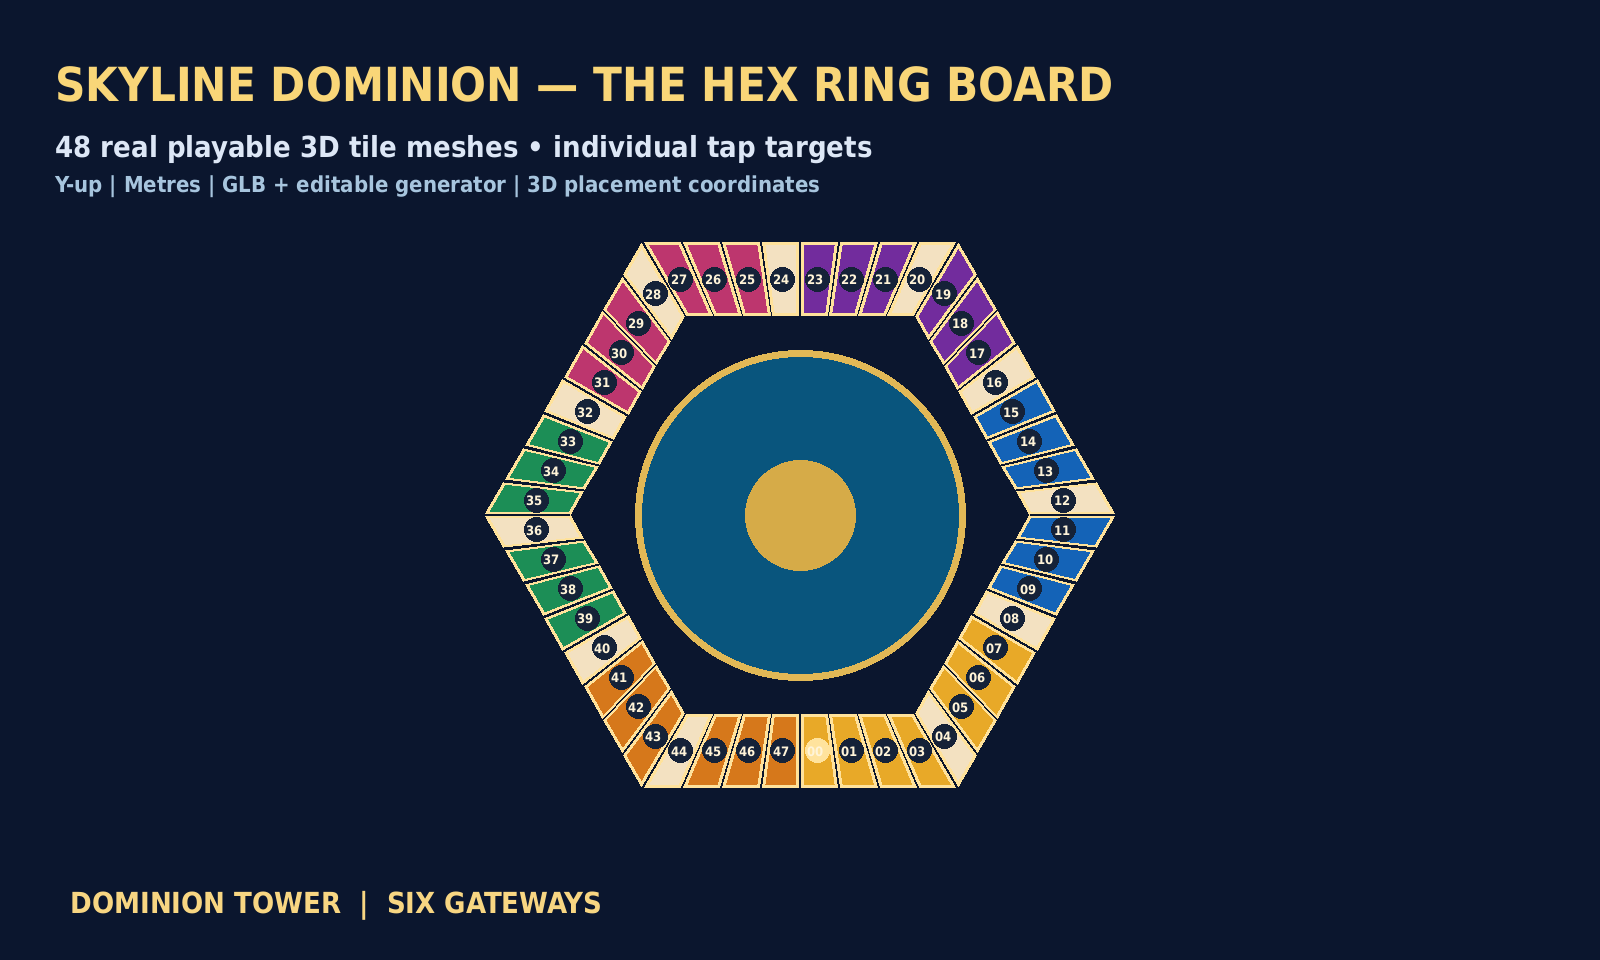 SKYLINE DOMINION — THE HEX RING BOARD
48 real playable 3D tile meshes • individual tap targets
Y-up | Metres | GLB + editable generator | 3D placement coordinates
27 26 25 24 23 22 21 20
28 19
29 18
30 17
31 16
32 15
33 14
34 13
35 12
36 11
37 10
38 09
39 08
40 07
41 06
42 05
43 04
44 45 46 47 00 01 02 03
DOMINION TOWER | SIX GATEWAYS